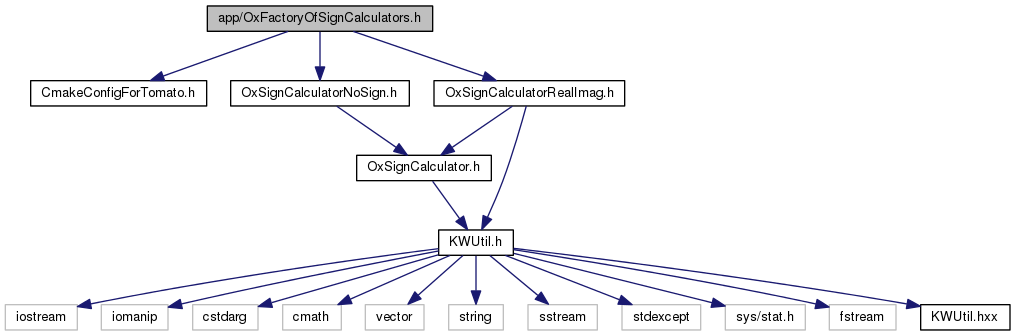 app/OxFactoryOfSignCalculators.h
CmakeConfigForTomato.h
OxSignCalculatorNoSign.h
OxSignCalculatorRealImag.h
OxSignCalculator.h
KWUtil.h
iostream
iomanip
cstdarg
cmath
vector
string
sstream
stdexcept
sys/stat.h
fstream
KWUtil.hxx